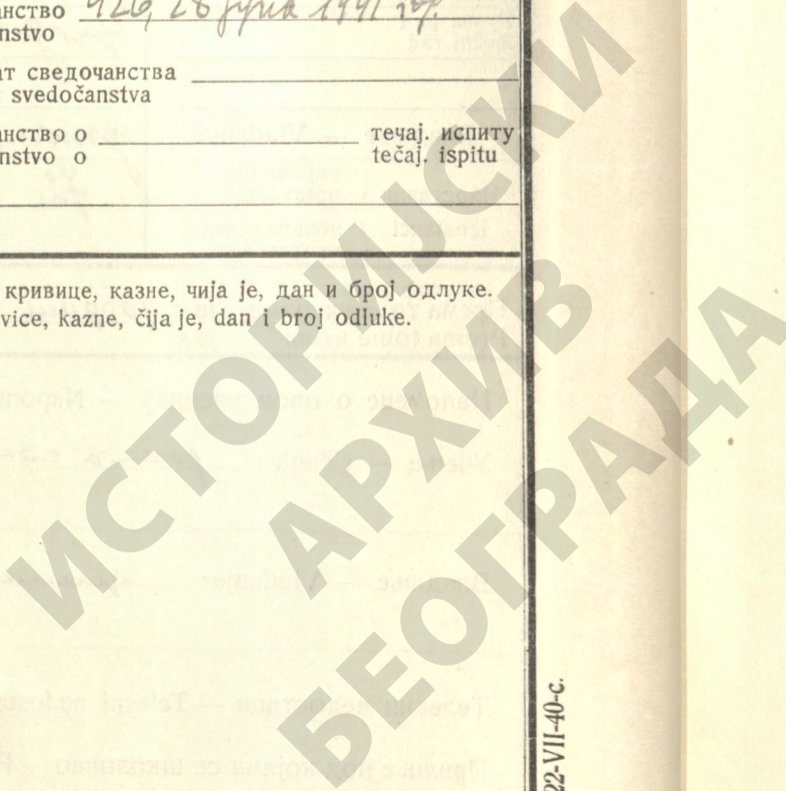 анство 426, 28 јуна 1941 год.
nstvo
ат сведочанства
svedočanstva
анство о течај. испиту
nstvo o tečaj. ispitu
кривице, казне, чија је, дан и број одлуке.
vice, kazne, čija je, dan i broj odluke.
ИСТОРИЈСКИ
АРХИВ
БЕОГРАДА
22-VII-40-с.